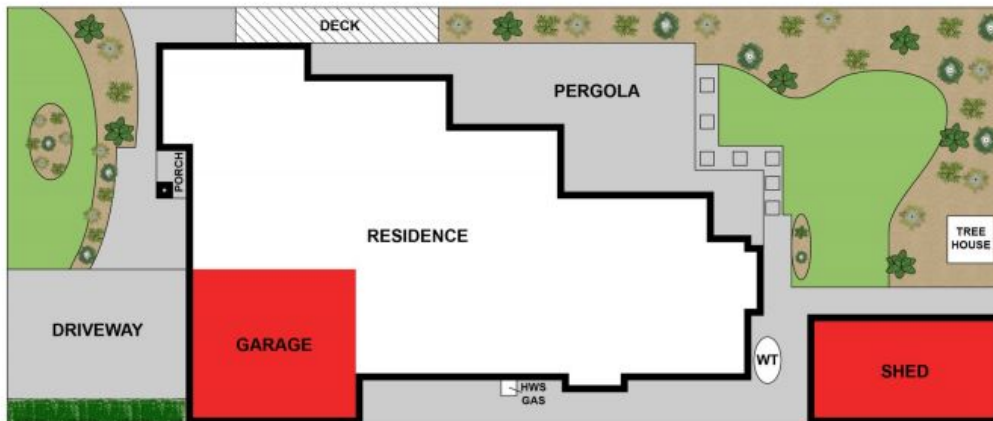 DECK
PERGOLA
PORCH
RESIDENCE
TREE
HOUSE
DRIVEWAY
GARAGE
WT
SHED
HWS
GAS